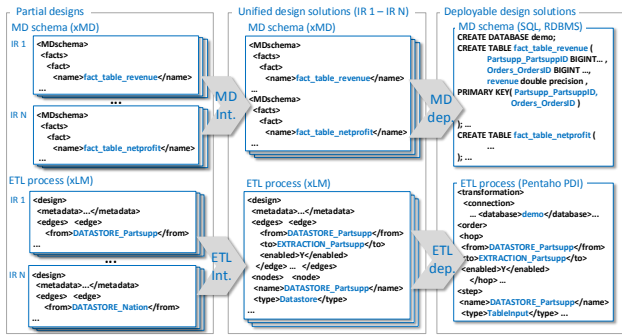 Partial designs
MD schema (xMD)
IR 1
<MDschema>
<facts>
<fact>
<name>fact_table_revenue</name>
...
...
IR N
<MDschema>
<facts>
<fact>
<name>fact_table_netprofit</name>
...
ETL process (xLM)
IR 1
<design>
<metadata>...</metadata>
<edges> <edge>
<from>DATASTORE_Partsupp</from>
...
...
IR N
<design>
<metadata>...</metadata>
<edges> <edge>
<from>DATASTORE_Nation</from>
...
MD
Int.
ETL
Int.
Unified design solutions (IR 1 – IR N)
MD schema (xMD)
<MDschema>
<facts>
<fact>
<name>fact_table_revenue</name>
...
<MDschema>
<facts>
<fact>
<name>fact_table_netprofit</name>
...
ETL process (xLM)
<design>
<metadata>...</metadata>
<edges> <edge>
<from>DATASTORE_Partsupp</from>
<to>EXTRACTION_Partsupp</to>
<enabled>Y</enabled>
</edge> ... </edges>
<nodes> <node>
<name>DATASTORE_Partsupp</name>
<type>Datastore</type>
...
MD
dep.
ETL
dep.
Deployable design solutions
MD schema (SQL, RDBMS)
CREATE DATABASE demo;
CREATE TABLE fact_table_revenue (
Partsupp_PartsuppID BIGINT... ,
Orders_OrdersID BIGINT ...,
revenue double precision ,
PRIMARY KEY( Partsupp_PartsuppID,
Orders_OrdersID )
); ...
CREATE TABLE fact_table_netprofit (
...
); ...
ETL process (Pentaho PDI)
<transformation>
<connection>
... <database>demo</database>...
<order>
<hop>
<from>DATASTORE_Partsupp</from>
<to>EXTRACTION_Partsupp</to>
<enabled>Y</enabled>
</hop> ...
<step>
<name>DATASTORE_Partsupp</name>
<type>TableInput</type> ...